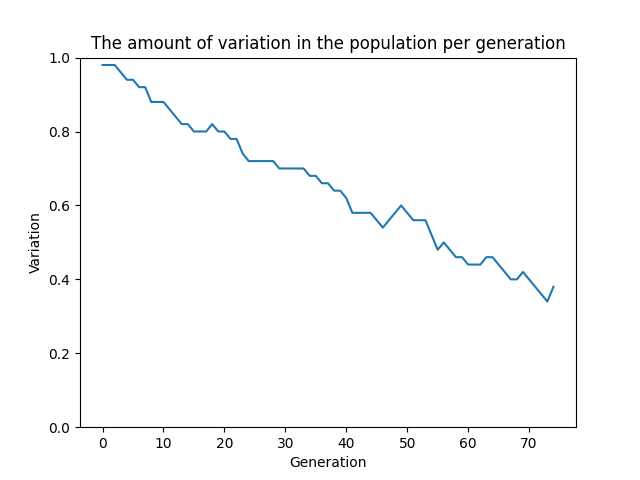 The amount of variation in the population per generation
1.0
0.8
0.6
0.4
0.2
0.0
Variation
0 10 20 30 40 50 60 70
Generation